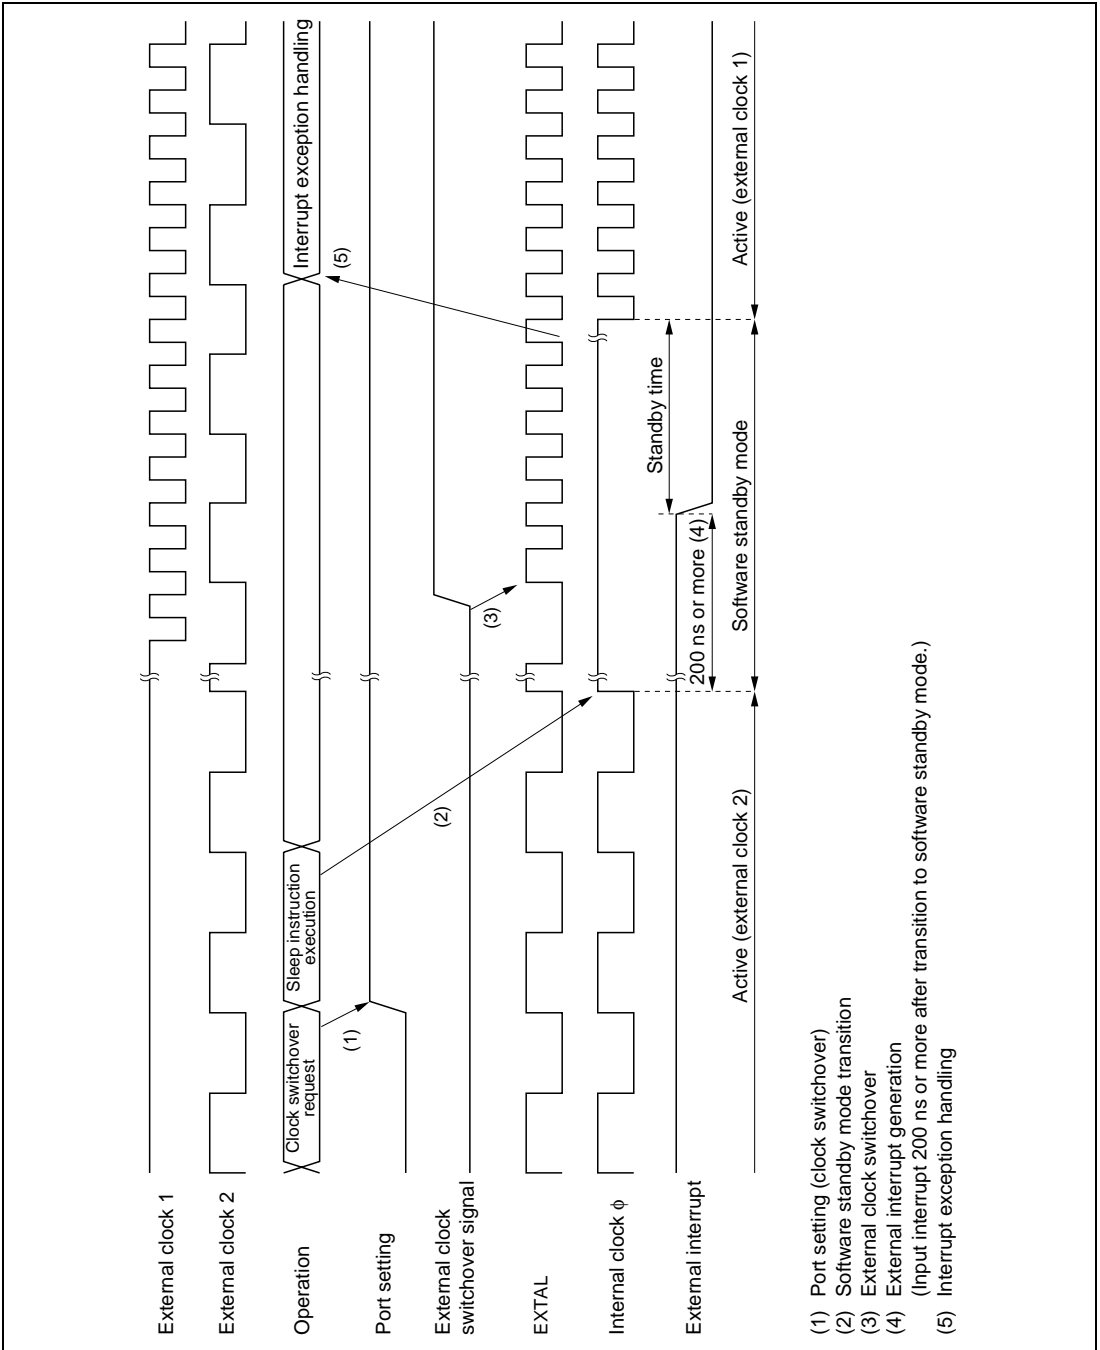 External clock 1
External clock 2
Operation
Clock switchover
request
Sleep instruction
execution
Interrupt exception handling
(1)
(5)
Port setting
External clock
switchover signal
(2)
(3)
EXTAL
Internal clock φ
Standby time
External interrupt
200 ns or more (4)
Active (external clock 2)
Software standby mode
Active (external clock 1)
(1) Port setting (clock switchover)
(2) Software standby mode transition
(3) External clock switchover
(4) External interrupt generation
(Input interrupt 200 ns or more after transition to software standby mode.)
(5) Interrupt exception handling